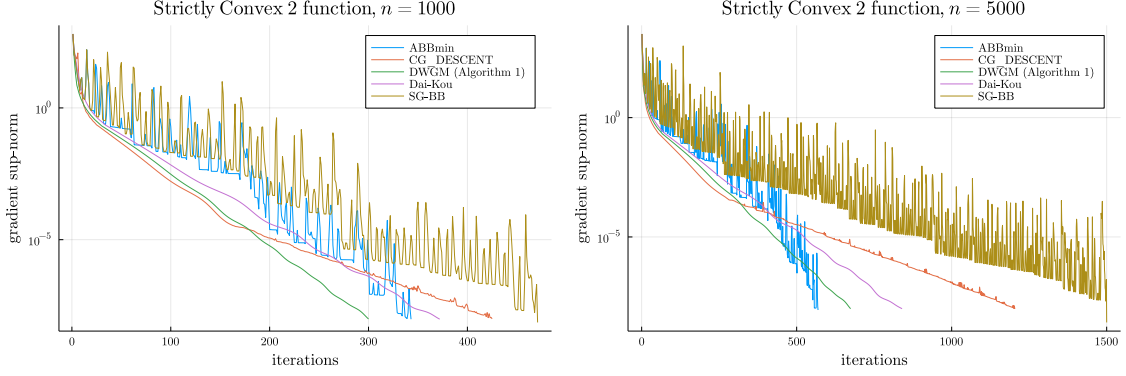 Strictly Convex 2 function, n = 1000
gradient sup-norm
10^0
10^−5
ABBmin
CG_DESCENT
DWGM (Algorithm 1)
Dai-Kou
SG-BB
0 100 200 300 400
iterations
Strictly Convex 2 function, n = 5000
gradient sup-norm
10^0
10^−5
ABBmin
CG_DESCENT
DWGM (Algorithm 1)
Dai-Kou
SG-BB
0 500 1000 1500
iterations